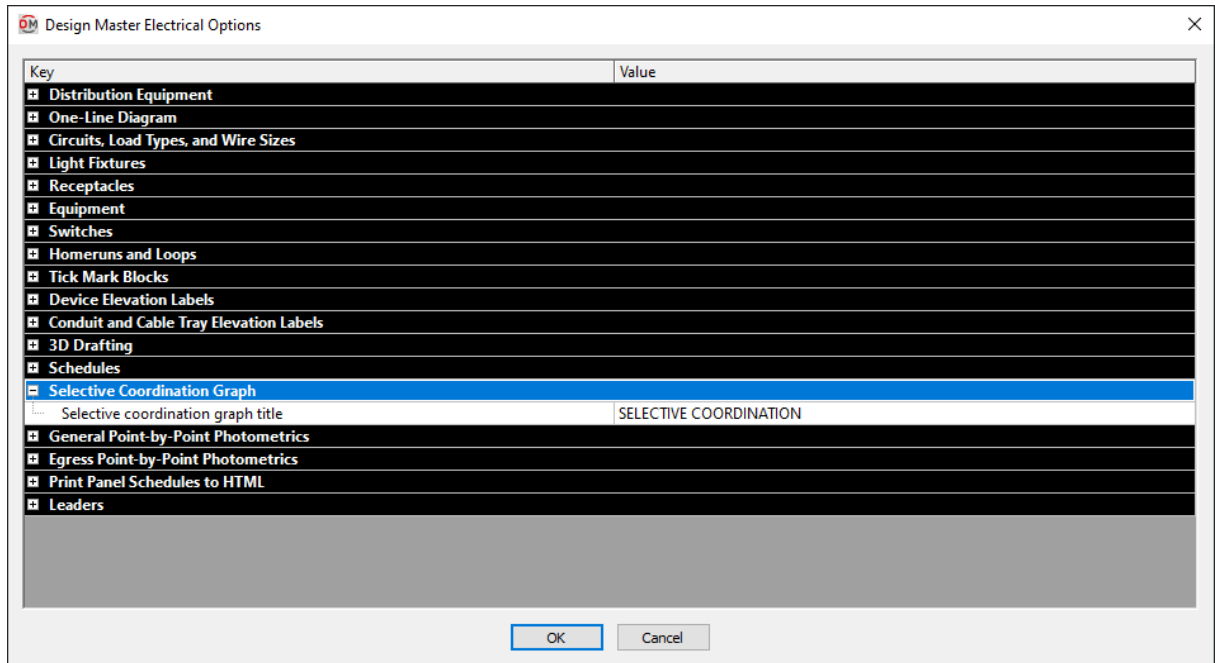 DM Design Master Electrical Options
Key Value
Distribution Equipment
One-Line Diagram
Circuits, Load Types, and Wire Sizes
Light Fixtures
Receptacles
Equipment
Switches
Homeruns and Loops
Tick Mark Blocks
Device Elevation Labels
Conduit and Cable Tray Elevation Labels
3D Drafting
Schedules
Selective Coordination Graph
Selective coordination graph title SELECTIVE COORDINATION
General Point-by-Point Photometrics
Egress Point-by-Point Photometrics
Print Panel Schedules to HTML
Leaders
OK Cancel